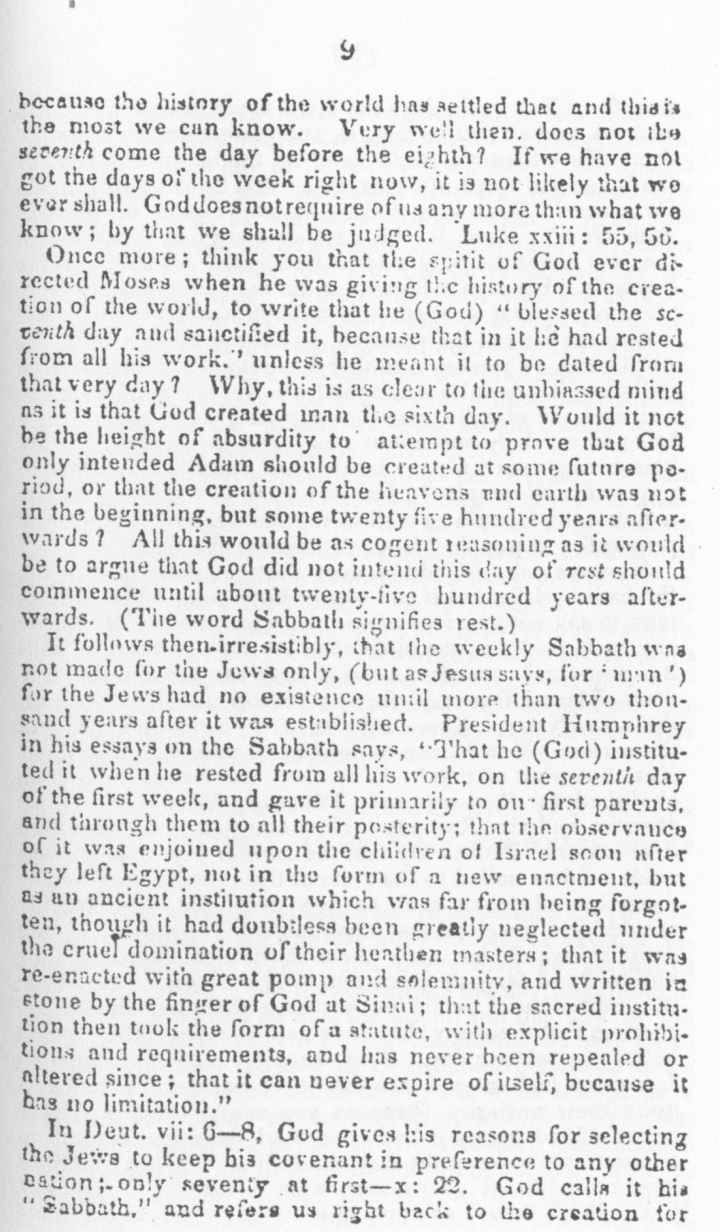 9
because the history of the world has settled that and this is
the most we can know. Very well then, does not the
seventh come the day before the eighth? If we have not
got the days of the week right now, it is not likely that we
ever shall. God does not require of us any more than what we
know; by that we shall be judged. Luke xxiii: 55, 56.
Once more; think you that the spitit of God ever di-
rected Moses when he was giving the history of the crea-
tion of the world, to write that he (God) "blessed the se-
venth day and sanctified it, because that in it he had rested
from all his work." unless he meant it to be dated from
that very day? Why, this is as clear to the unbiassed mind
as it is that God created man the sixth day. Would it not
be the height of absurdity to attempt to prove that God
only intended Adam should be created at some future pe-
riod, or that the creation of the heavens and earth was not
in the beginning, but some twenty five hundred years after-
wards? All this would be as cogent reasoning as it would
be to argue that God did not intend this day of rest should
commence until about twenty-five hundred years after-
wards. (The word Sabbath signifies rest.)
It follows then irresistibly, that the weekly Sabbath was
not made for the Jews only, (but as Jesus says, for 'man')
for the Jews had no existence until more than two thou-
sand years after it was established. President Humphrey
in his essays on the Sabbath says, "That he (God) institu-
ted it when he rested from all his work, on the seventh day
of the first week, and gave it primarily to our first parents,
and through them to all their posterity; that the observance
of it was enjoined upon the children of Israel soon after
they left Egypt, not in the form of a new enactment, but
as an ancient institution which was far from being forgot-
ten, though it had doubtless been greatly neglected under
the cruel domination of their heathen masters; that it was
re-enacted with great pomp and solemnity, and written in
stone by the finger of God at Sinai; that the sacred institu-
tion then took the form of a statute, with explicit prohibi-
tions and requirements, and has never been repealed or
altered since; that it can never expire of itself, because it
has no limitation."
In Deut. vii: 6—8, God gives his reasons for selecting
the Jews to keep his covenant in preference to any other
nation; only seventy at first—x: 22. God calls it his
"Sabbath," and refers us right back to the creation for